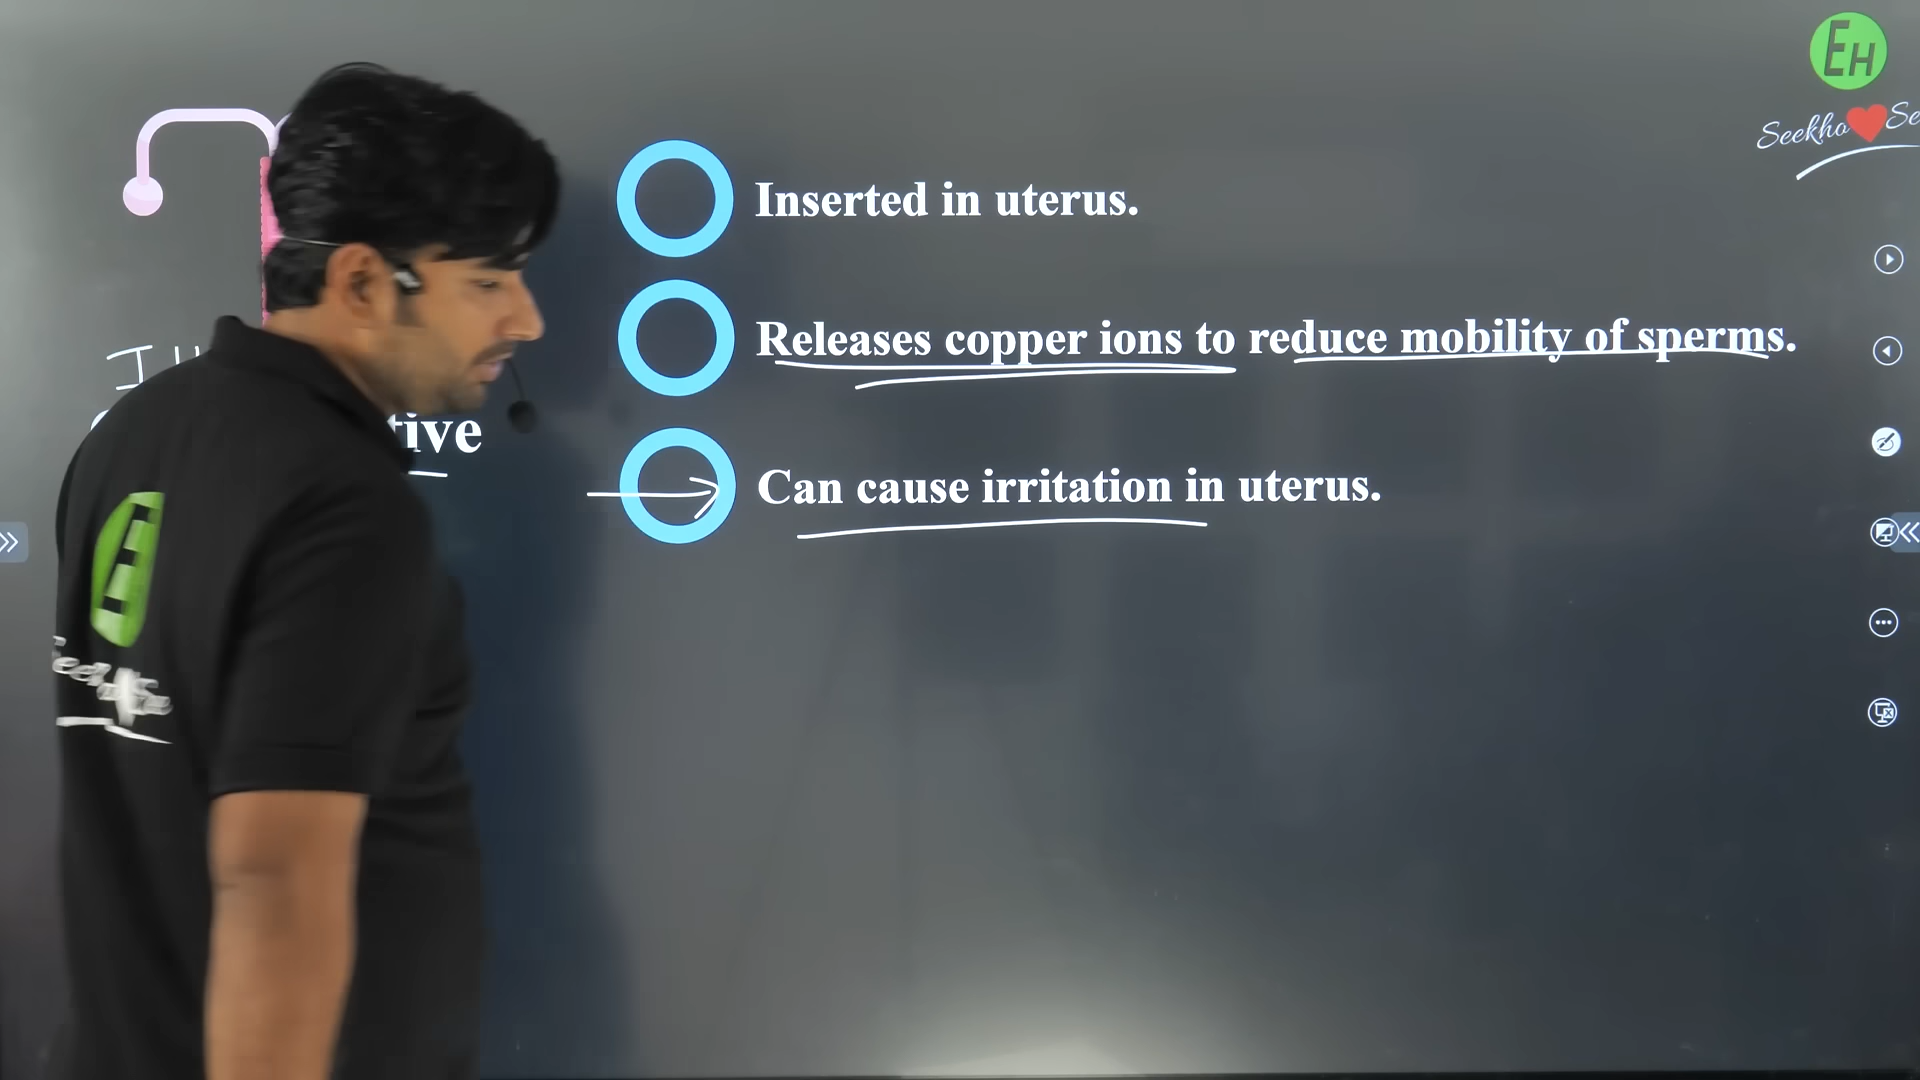 EH
Seekho
Inserted in uterus.
Releases copper ions to reduce mobility of sperms.
Can cause irritation in uterus.